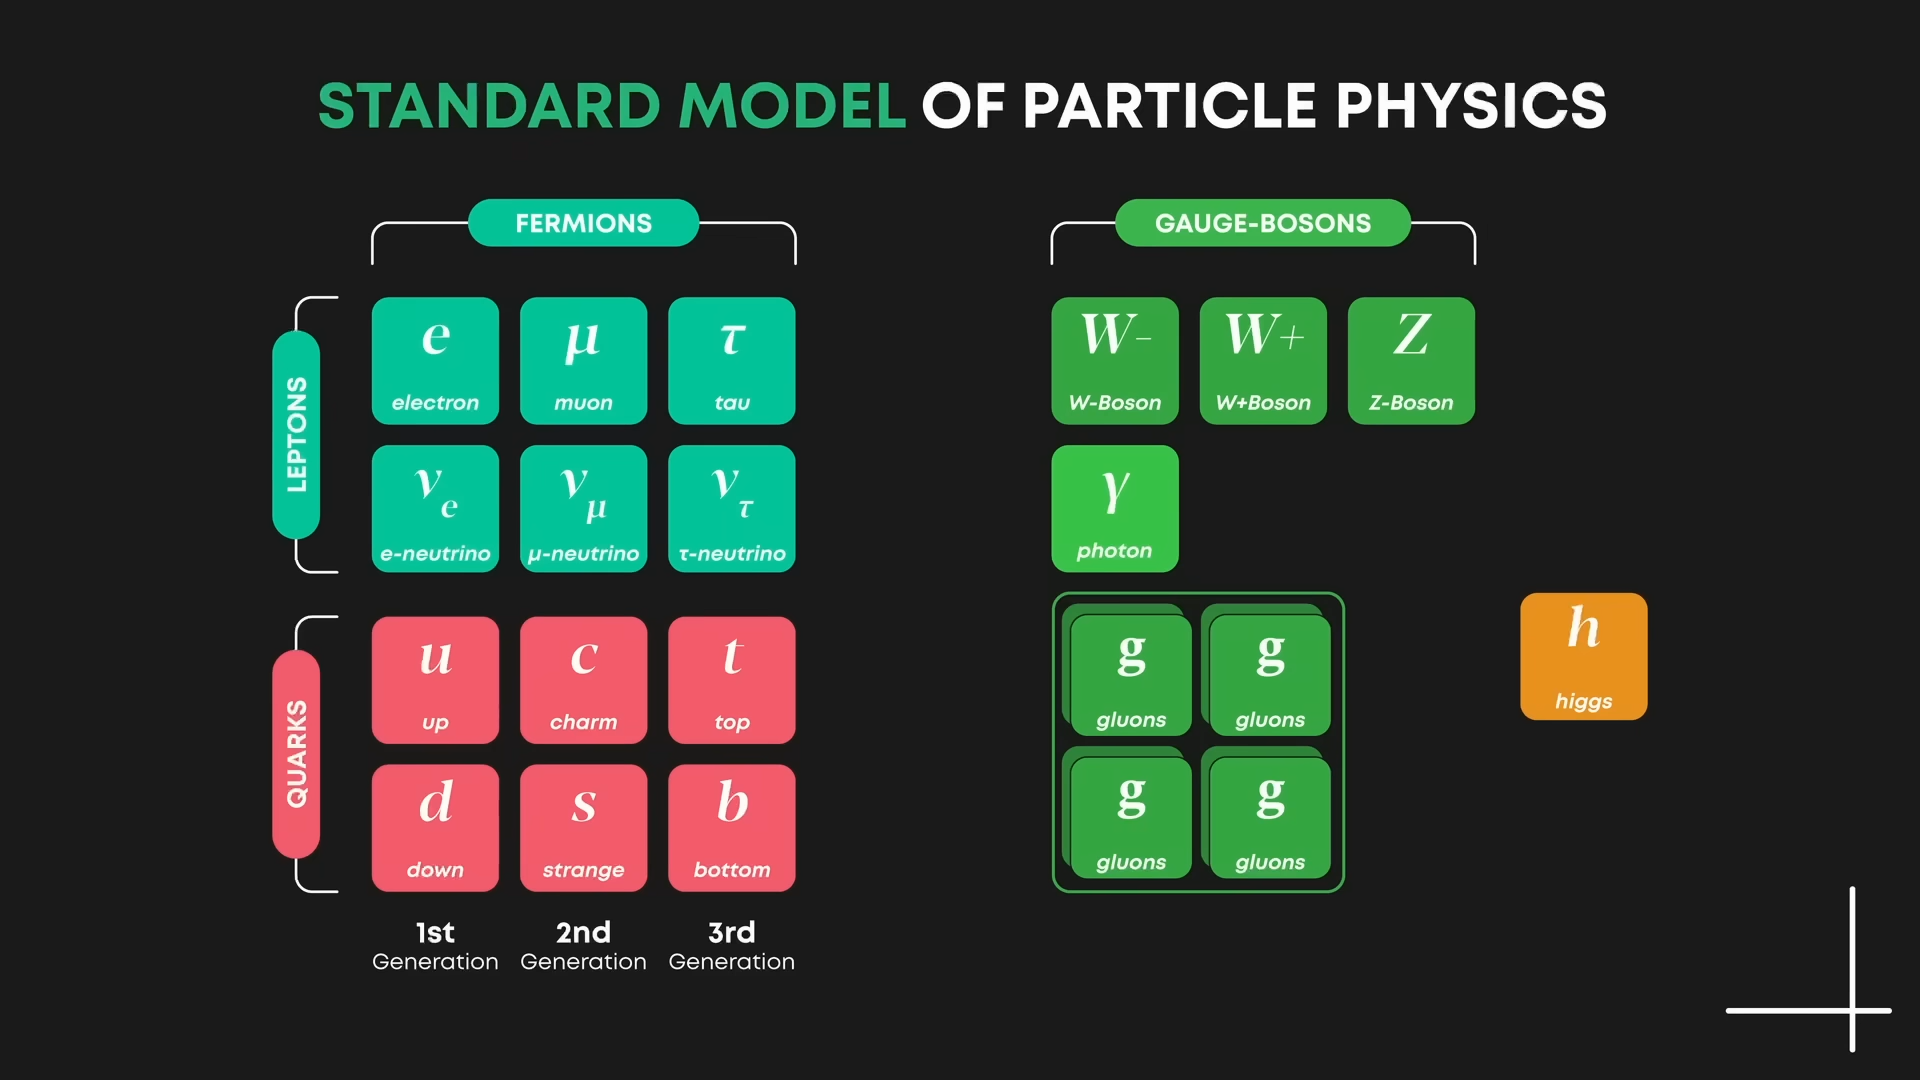 STANDARD MODEL OF PARTICLE PHYSICS
FERMIONS
LEPTONS
e
electron
μ
muon
τ
tau
νe
e-neutrino
νμ
μ-neutrino
ντ
τ-neutrino
QUARKS
u
up
c
charm
t
top
d
down
s
strange
b
bottom
1st
Generation
2nd
Generation
3rd
Generation
GAUGE-BOSONS
W-
W-Boson
W+
W+Boson
Z
Z-Boson
γ
photon
g
gluons
g
gluons
g
gluons
g
gluons
h
higgs